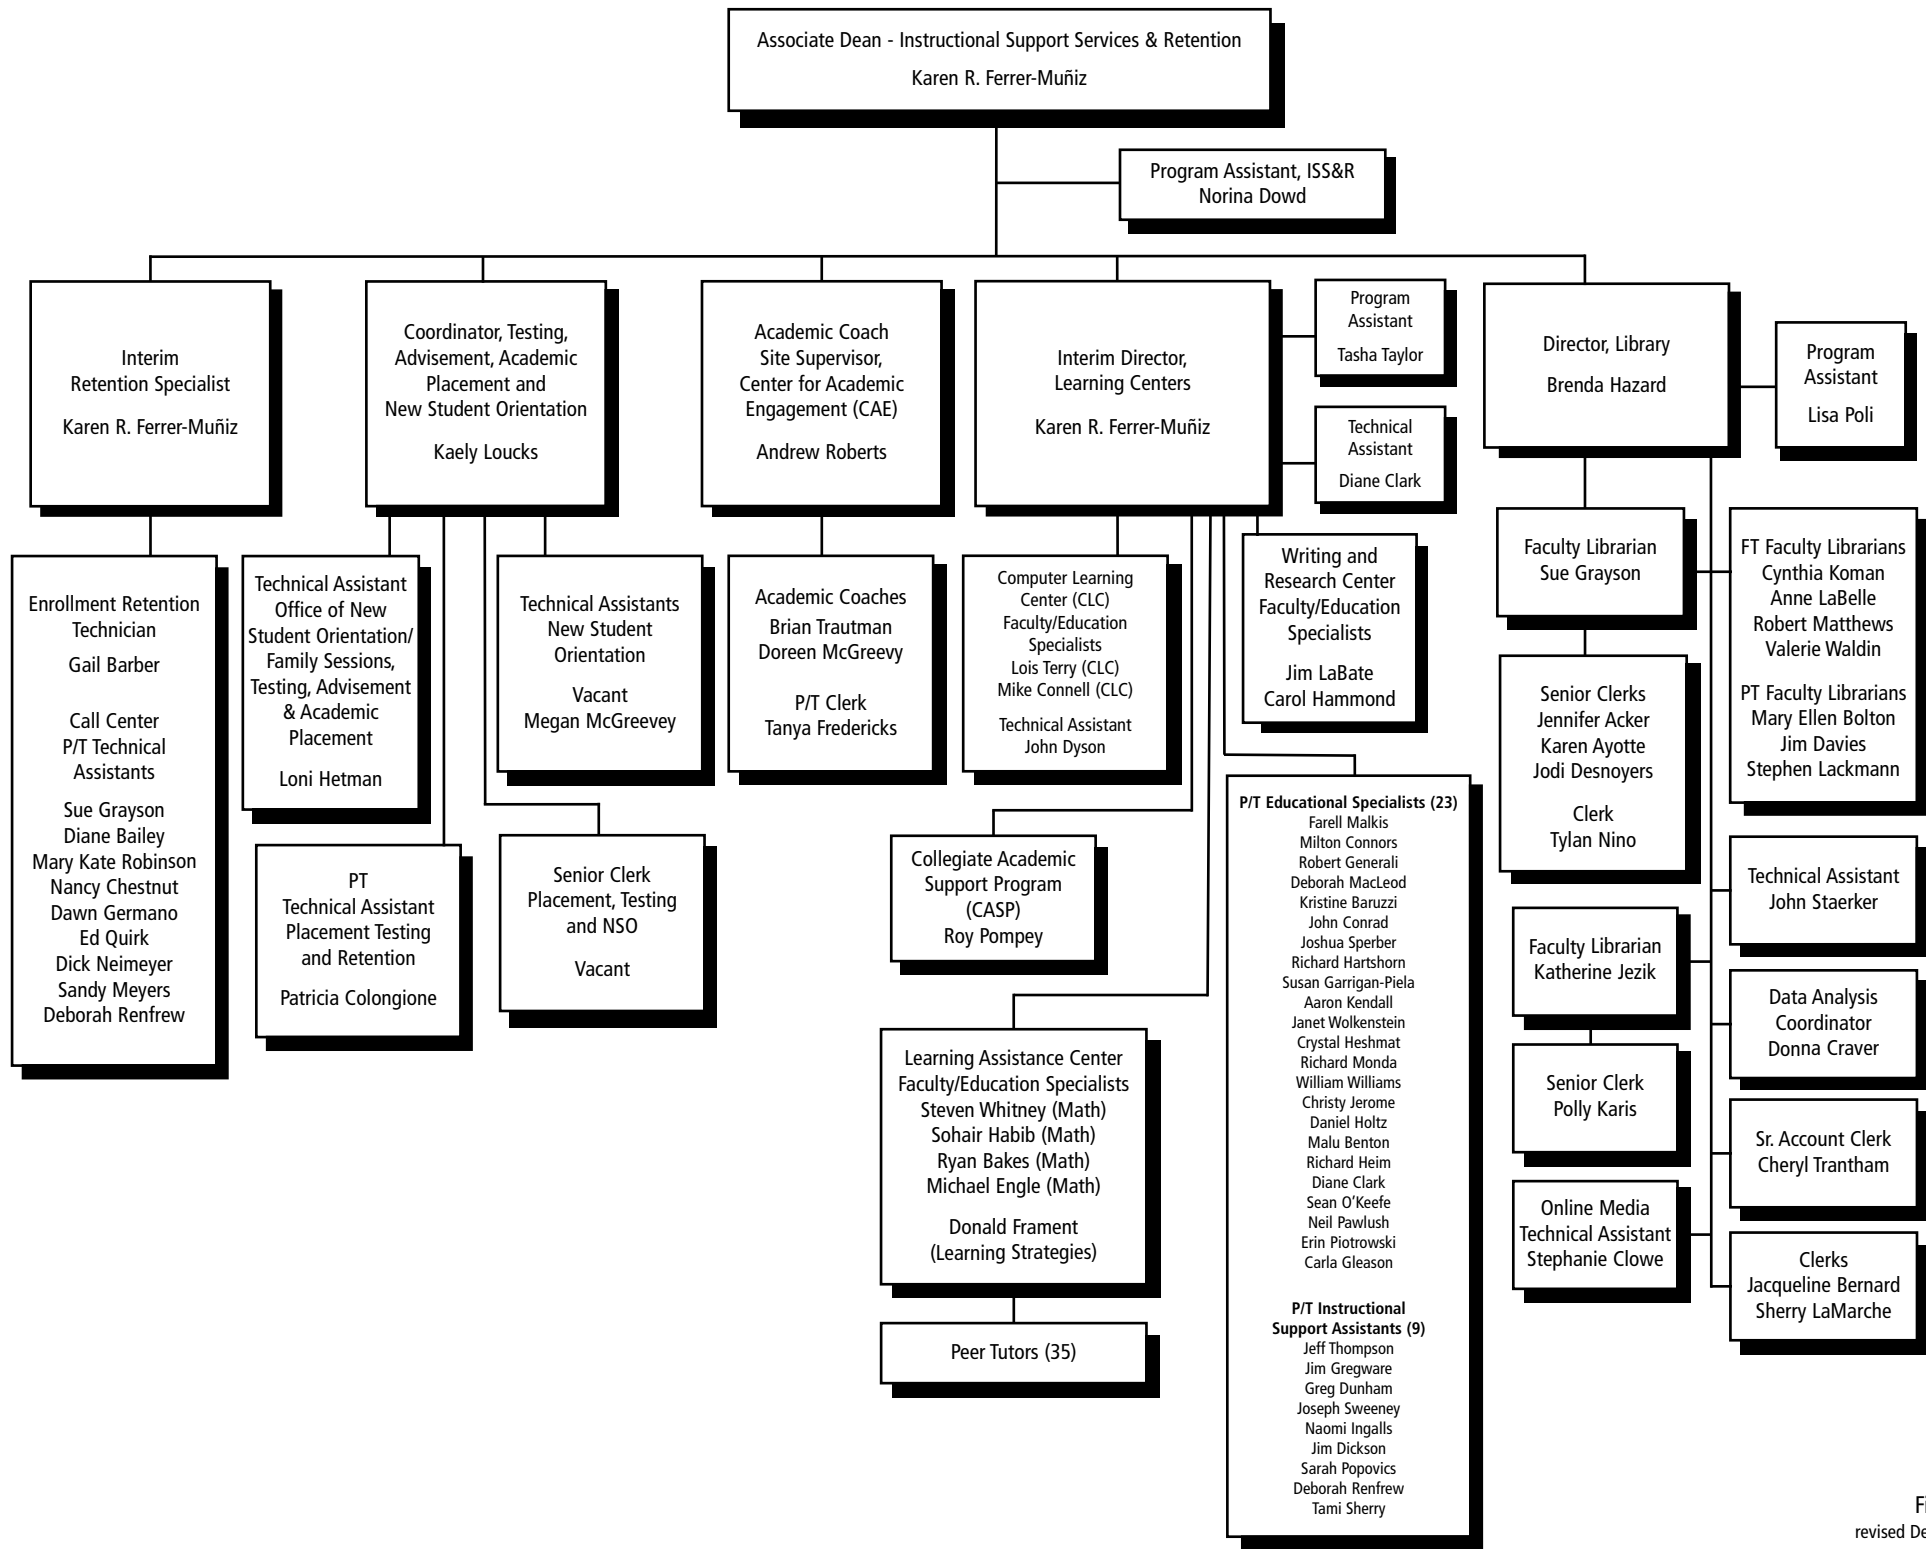 Associate Dean - Instructional Support Services & Retention
Karen R. Ferrer-Muñiz
Program Assistant, ISS&R
Norina Dowd
Interim
Retention Specialist
Karen R. Ferrer-Muñiz
Coordinator, Testing,
Advisement, Academic
Placement and
New Student Orientation
Kaely Loucks
Academic Coach
Site Supervisor,
Center for Academic
Engagement (CAE)
Andrew Roberts
Interim Director,
Learning Centers
Karen R. Ferrer-Muñiz
Program
Assistant
Tasha Taylor
Technical
Assistant
Diane Clark
Director, Library
Brenda Hazard
Program
Assistant
Lisa Poli
Enrollment Retention
Technician
Gail Barber
Call Center
P/T Technical
Assistants
Sue Grayson
Diane Bailey
Mary Kate Robinson
Nancy Chestnut
Dawn Germano
Ed Quirk
Dick Neimeyer
Sandy Meyers
Deborah Renfrew
Technical Assistant
Office of New
Student Orientation/
Family Sessions,
Testing, Advisement
& Academic
Placement
Loni Hetman
PT
Technical Assistant
Placement Testing
and Retention
Patricia Colongione
Technical Assistants
New Student
Orientation
Vacant
Megan McGreevey
Senior Clerk
Placement, Testing
and NSO
Vacant
Academic Coaches
Brian Trautman
Doreen McGreevy
P/T Clerk
Tanya Fredericks
Computer Learning
Center (CLC)
Faculty/Education
Specialists
Lois Terry (CLC)
Mike Connell (CLC)
Technical Assistant
John Dyson
Writing and
Research Center
Faculty/Education
Specialists
Jim LaBate
Carol Hammond
Collegiate Academic
Support Program
(CASP)
Roy Pompey
Learning Assistance Center
Faculty/Education Specialists
Steven Whitney (Math)
Sohair Habib (Math)
Ryan Bakes (Math)
Michael Engle (Math)
Donald Frament
(Learning Strategies)
Peer Tutors (35)
P/T Educational Specialists (23)
Farell Malkis
Milton Connors
Robert Generali
Deborah MacLeod
Kristine Baruzzi
John Conrad
Joshua Sperber
Richard Hartshorn
Susan Garrigan-Piela
Aaron Kendall
Janet Wolkenstein
Crystal Heshmat
Richard Monda
William Williams
Christy Jerome
Daniel Holtz
Malu Benton
Richard Heim
Diane Clark
Sean O'Keefe
Neil Pawlush
Erin Piotrowski
Carla Gleason
P/T Instructional
Support Assistants (9)
Jeff Thompson
Jim Gregware
Greg Dunham
Joseph Sweeney
Naomi Ingalls
Jim Dickson
Sarah Popovics
Deborah Renfrew
Tami Sherry
Faculty Librarian
Sue Grayson
Senior Clerks
Jennifer Acker
Karen Ayotte
Jodi Desnoyers
Clerk
Tylan Nino
Faculty Librarian
Katherine Jezik
Senior Clerk
Polly Karis
Online Media
Technical Assistant
Stephanie Clowe
FT Faculty Librarians
Cynthia Koman
Anne LaBelle
Robert Matthews
Valerie Waldin
PT Faculty Librarians
Mary Ellen Bolton
Jim Davies
Stephen Lackmann
Technical Assistant
John Staerker
Data Analysis
Coordinator
Donna Craver
Sr. Account Clerk
Cheryl Trantham
Clerks
Jacqueline Bernard
Sherry LaMarche
revised